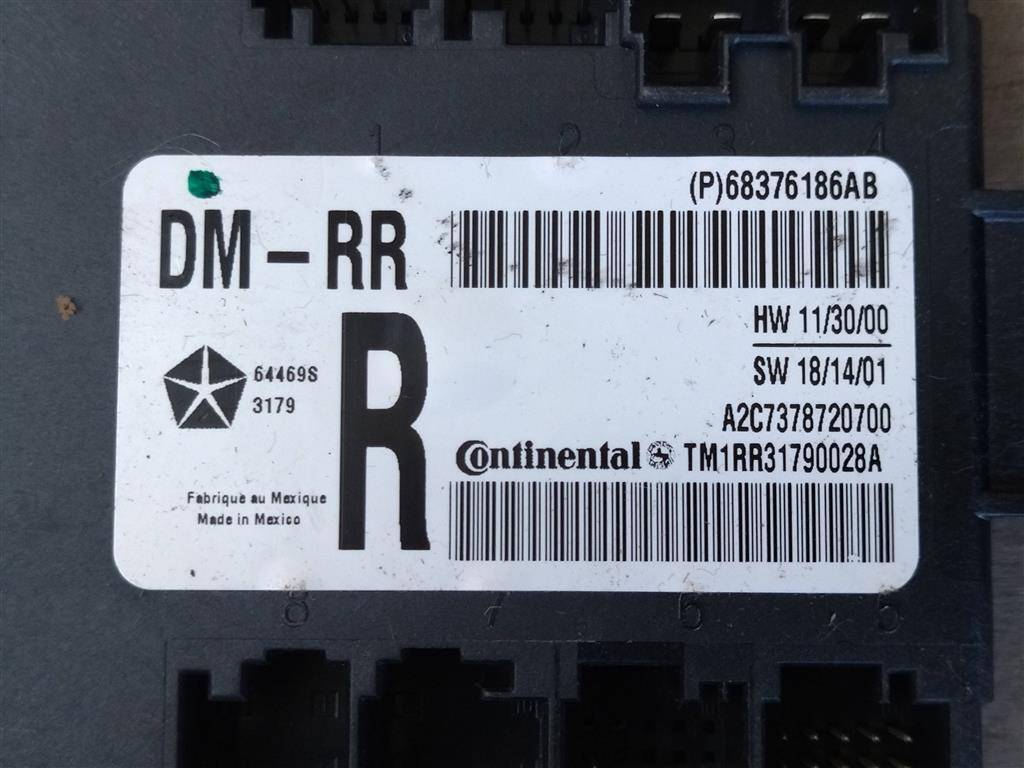 1 2 3 4
(P)68376186AB
DM-RR
HW 11/30/00
SW 18/14/01
64469S
3179
R
A2C7378720700
Continental TM1RR31790028A
Fabrique au Mexique
Made in Mexico
8 7 6 5